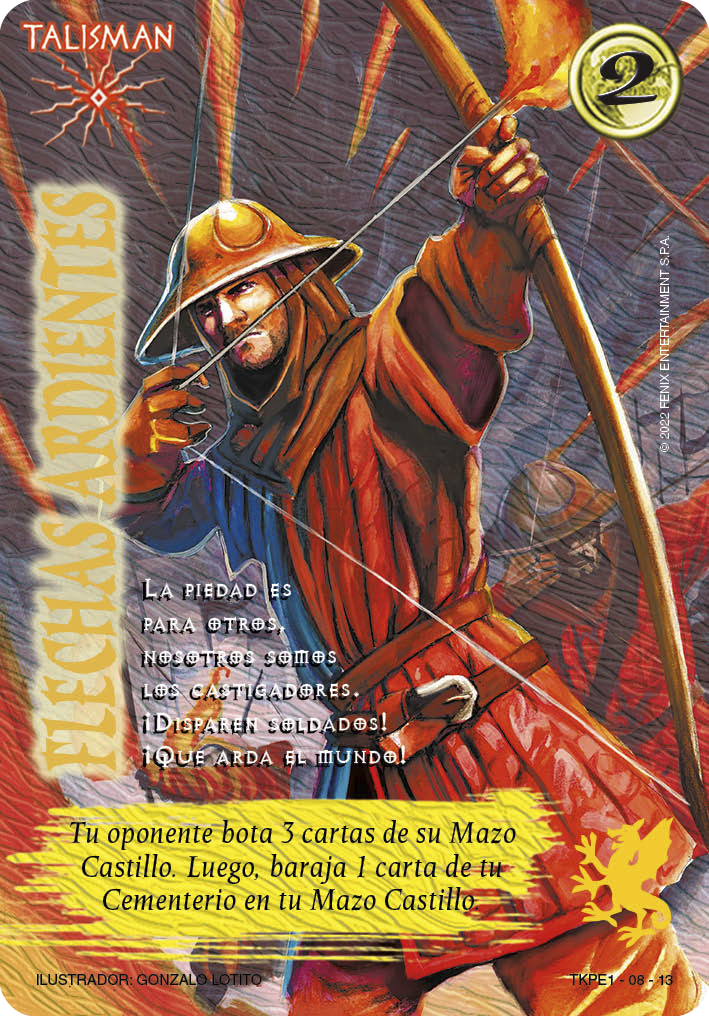 TALISMAN
2
FLECHAS ARDIENTES
© 2022 FENIX ENTERTAINMENT S.P.A.
La piedad es
para otros,
nosotros somos
los castigadores.
¡Disparen soldados!
¡Que arda el mundo!
Tu oponente bota 3 cartas de su Mazo
Castillo. Luego, baraja 1 carta de tu
Cementerio en tu Mazo Castillo.
ILUSTRADOR: GONZALO LOTITO
TKPE1 - 08 - 13